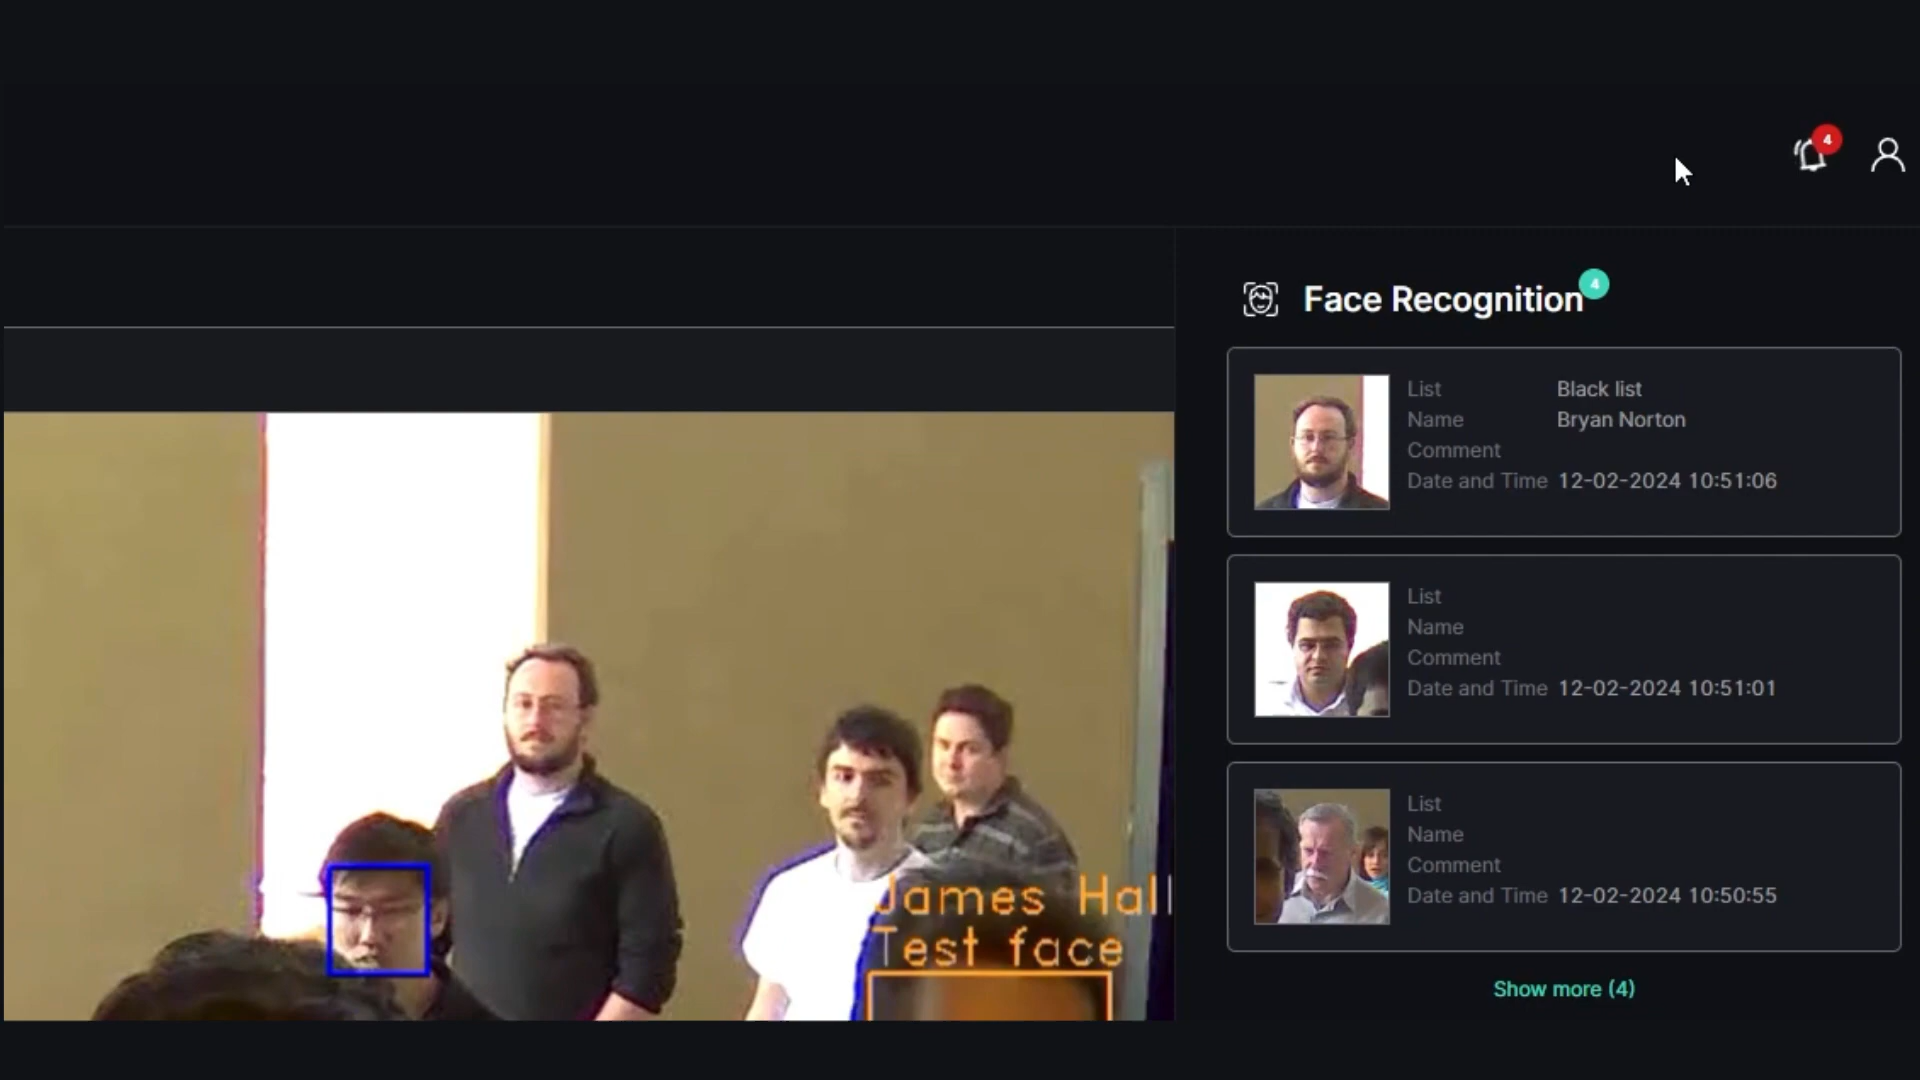 4
Face Recognition 4
List Black list
Name Bryan Norton
Comment
Date and Time 12-02-2024 10:51:06
List
Name
Comment
Date and Time 12-02-2024 10:51:01
List
Name
Comment
Date and Time 12-02-2024 10:50:55
Show more (4)
James Hall
Test face